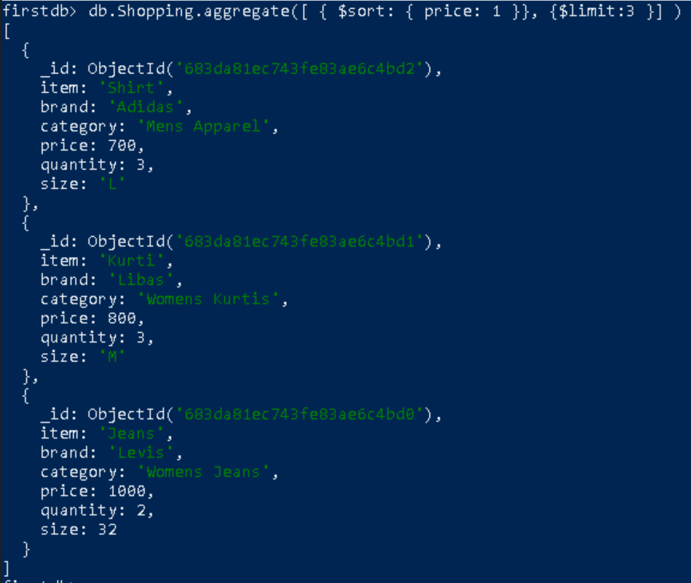 firstdb> db.Shopping.aggregate([ { $sort: { price: 1 }}, {$limit:3 }] )
[
  {
    _id: ObjectId('683da81ec743fe83ae6c4bd2'),
    item: 'Shirt',
    brand: 'Adidas',
    category: 'Mens Apparel',
    price: 700,
    quantity: 3,
    size: 'L'
  },
  {
    _id: ObjectId('683da81ec743fe83ae6c4bd1'),
    item: 'Kurti',
    brand: 'Libas',
    category: 'Womens Kurtis',
    price: 800,
    quantity: 3,
    size: 'M'
  },
  {
    _id: ObjectId('683da81ec743fe83ae6c4bd0'),
    item: 'Jeans',
    brand: 'Levis',
    category: 'Womens Jeans',
    price: 1000,
    quantity: 2,
    size: 32
  }
]